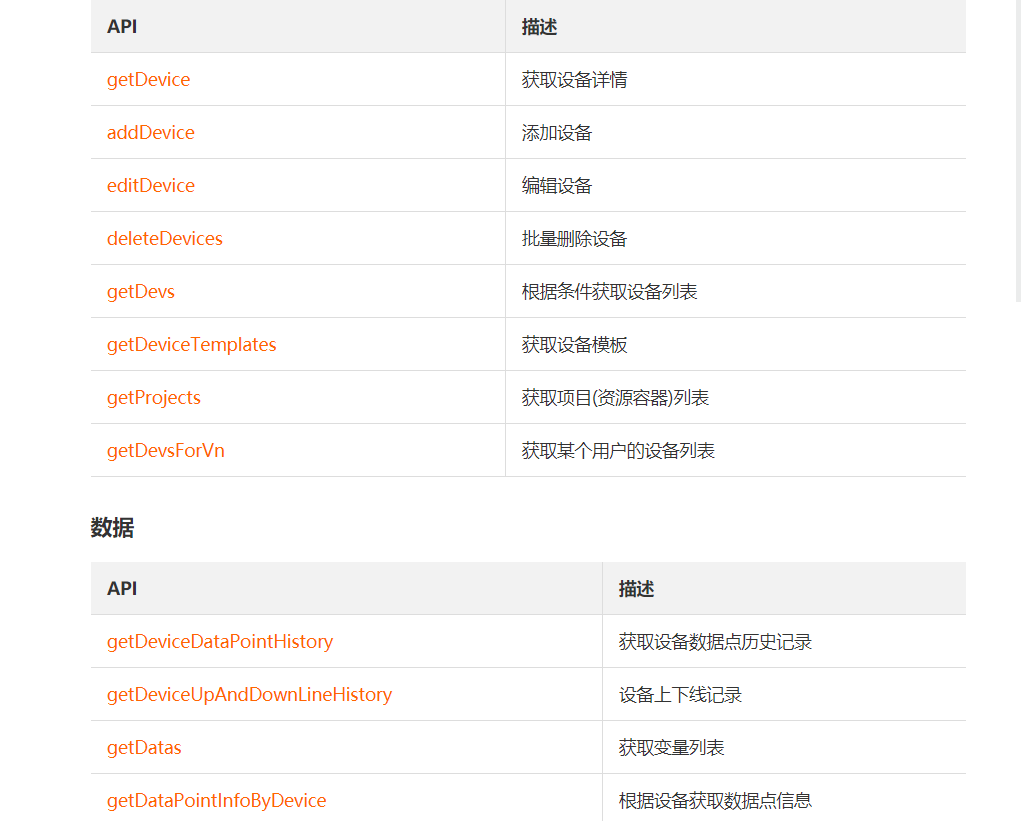 API 描述
getDevice 获取设备详情
addDevice 添加设备
editDevice 编辑设备
deleteDevices 批量删除设备
getDevs 根据条件获取设备列表
getDeviceTemplates 获取设备模板
getProjects 获取项目(资源容器)列表
getDevsForVn 获取某个用户的设备列表
数据
API 描述
getDeviceDataPointHistory 获取设备数据点历史记录
getDeviceUpAndDownLineHistory 设备上下线记录
getDatas 获取变量列表
getDataPointInfoByDevice 根据设备获取数据点信息